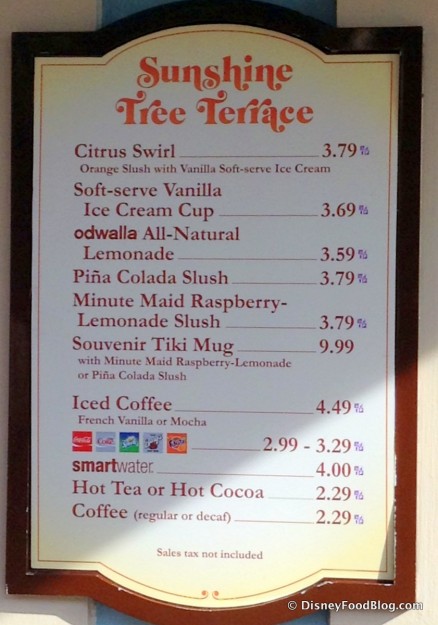 Sunshine
Tree Terrace
Citrus Swirl 3.79
Orange Slush with Vanilla Soft-serve Ice Cream
Soft-serve Vanilla
Ice Cream Cup 3.69
odwalla All-Natural
Lemonade 3.59
Piña Colada Slush 3.79
Minute Maid Raspberry-
Lemonade Slush 3.79
Souvenir Tiki Mug 9.99
with Minute Maid Raspberry-Lemonade
or Piña Colada Slush
Iced Coffee 4.49
French Vanilla or Mocha
2.99 - 3.29
smartwater 4.00
Hot Tea or Hot Cocoa 2.29
Coffee (regular or decaf) 2.29
Sales tax not included
© DisneyFoodBlog.com